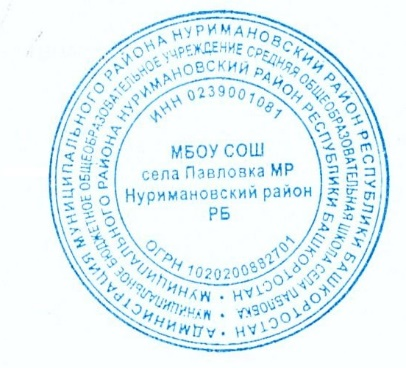 АДМИНИСТРАЦИЯ МУНИЦИПАЛЬНОГО РАЙОНА НУРИМАНОВСКИЙ РАЙОН РЕСПУБЛИКИ БАШКОРТОСТАН
МУНИЦИПАЛЬНОЕ БЮДЖЕТНОЕ ОБЩЕОБРАЗОВАТЕЛЬНОЕ УЧРЕЖДЕНИЕ СРЕДНЯЯ ОБЩЕОБРАЗОВАТЕЛЬНАЯ ШКОЛА СЕЛА ПАВЛОВКА
МУНИЦИПАЛЬНОГО РАЙОНА НУРИМАНОВСКИЙ РАЙОН РЕСПУБЛИКИ БАШКОРТОСТАН
ИНН 0239001081
МБОУ СОШ
села Павловка МР
Нуримановский район
РБ
ОГРН 1020200882701